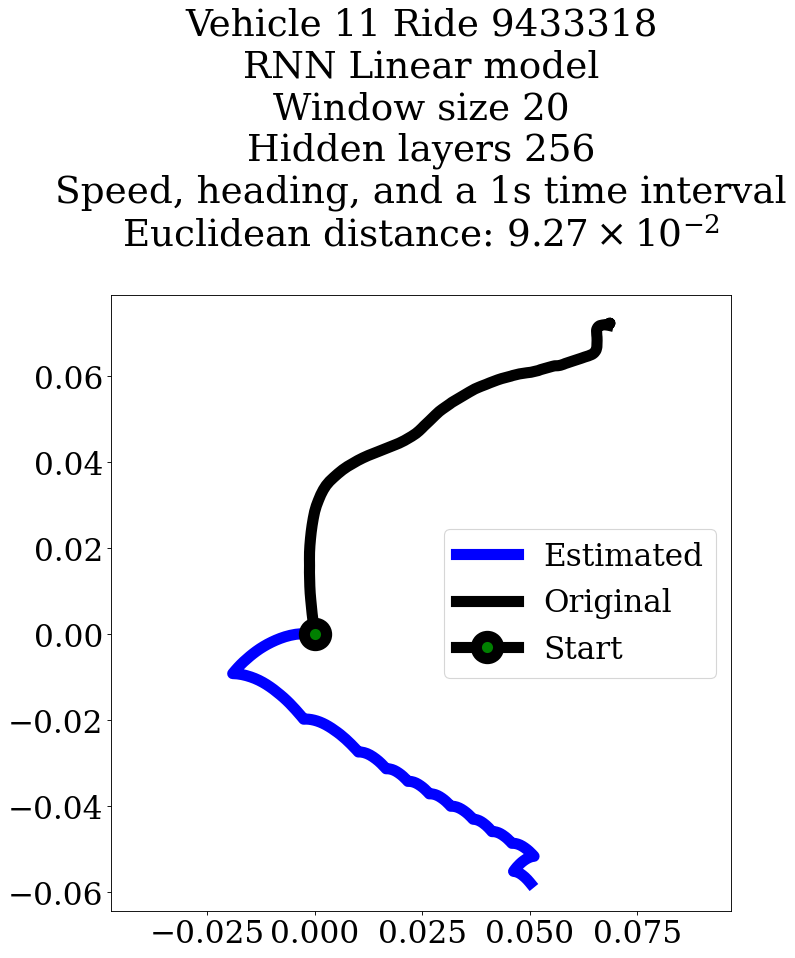 Vehicle 11 Ride 9433318
RNN Linear model
Window size 20
Hidden layers 256
Speed, heading, and a 1s time interval
Euclidean distance: 9.27 × 10⁻²
0.06
0.04
0.02
0.00
−0.02
−0.04
−0.06
Estimated
Original
Start
−0.025 0.000 0.025 0.050 0.075